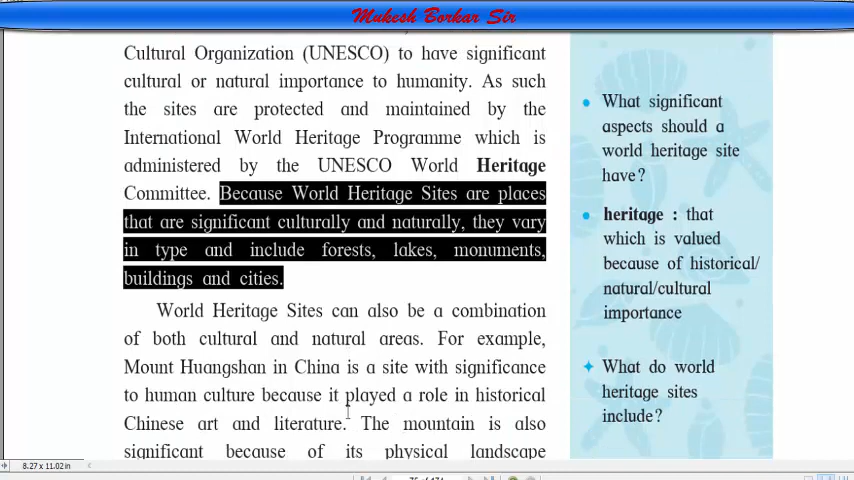 Mukesh Borkar Sir
Cultural Organization (UNESCO) to have significant
cultural or natural importance to humanity. As such
the sites are protected and maintained by the
International World Heritage Programme which is
administered by the UNESCO World Heritage
Committee. Because World Heritage Sites are places
that are significant culturally and naturally, they vary
in type and include forests, lakes, monuments,
buildings and cities.
World Heritage Sites can also be a combination
of both cultural and natural areas. For example,
Mount Huangshan in China is a site with significance
to human culture because it played a role in historical
Chinese art and literature. The mountain is also
significant because of its physical landscape
What significant
aspects should a
world heritage site
have?
heritage : that
which is valued
because of historical/
natural/cultural
importance
What do world
heritage sites
include?
8.27 x 11.02 in